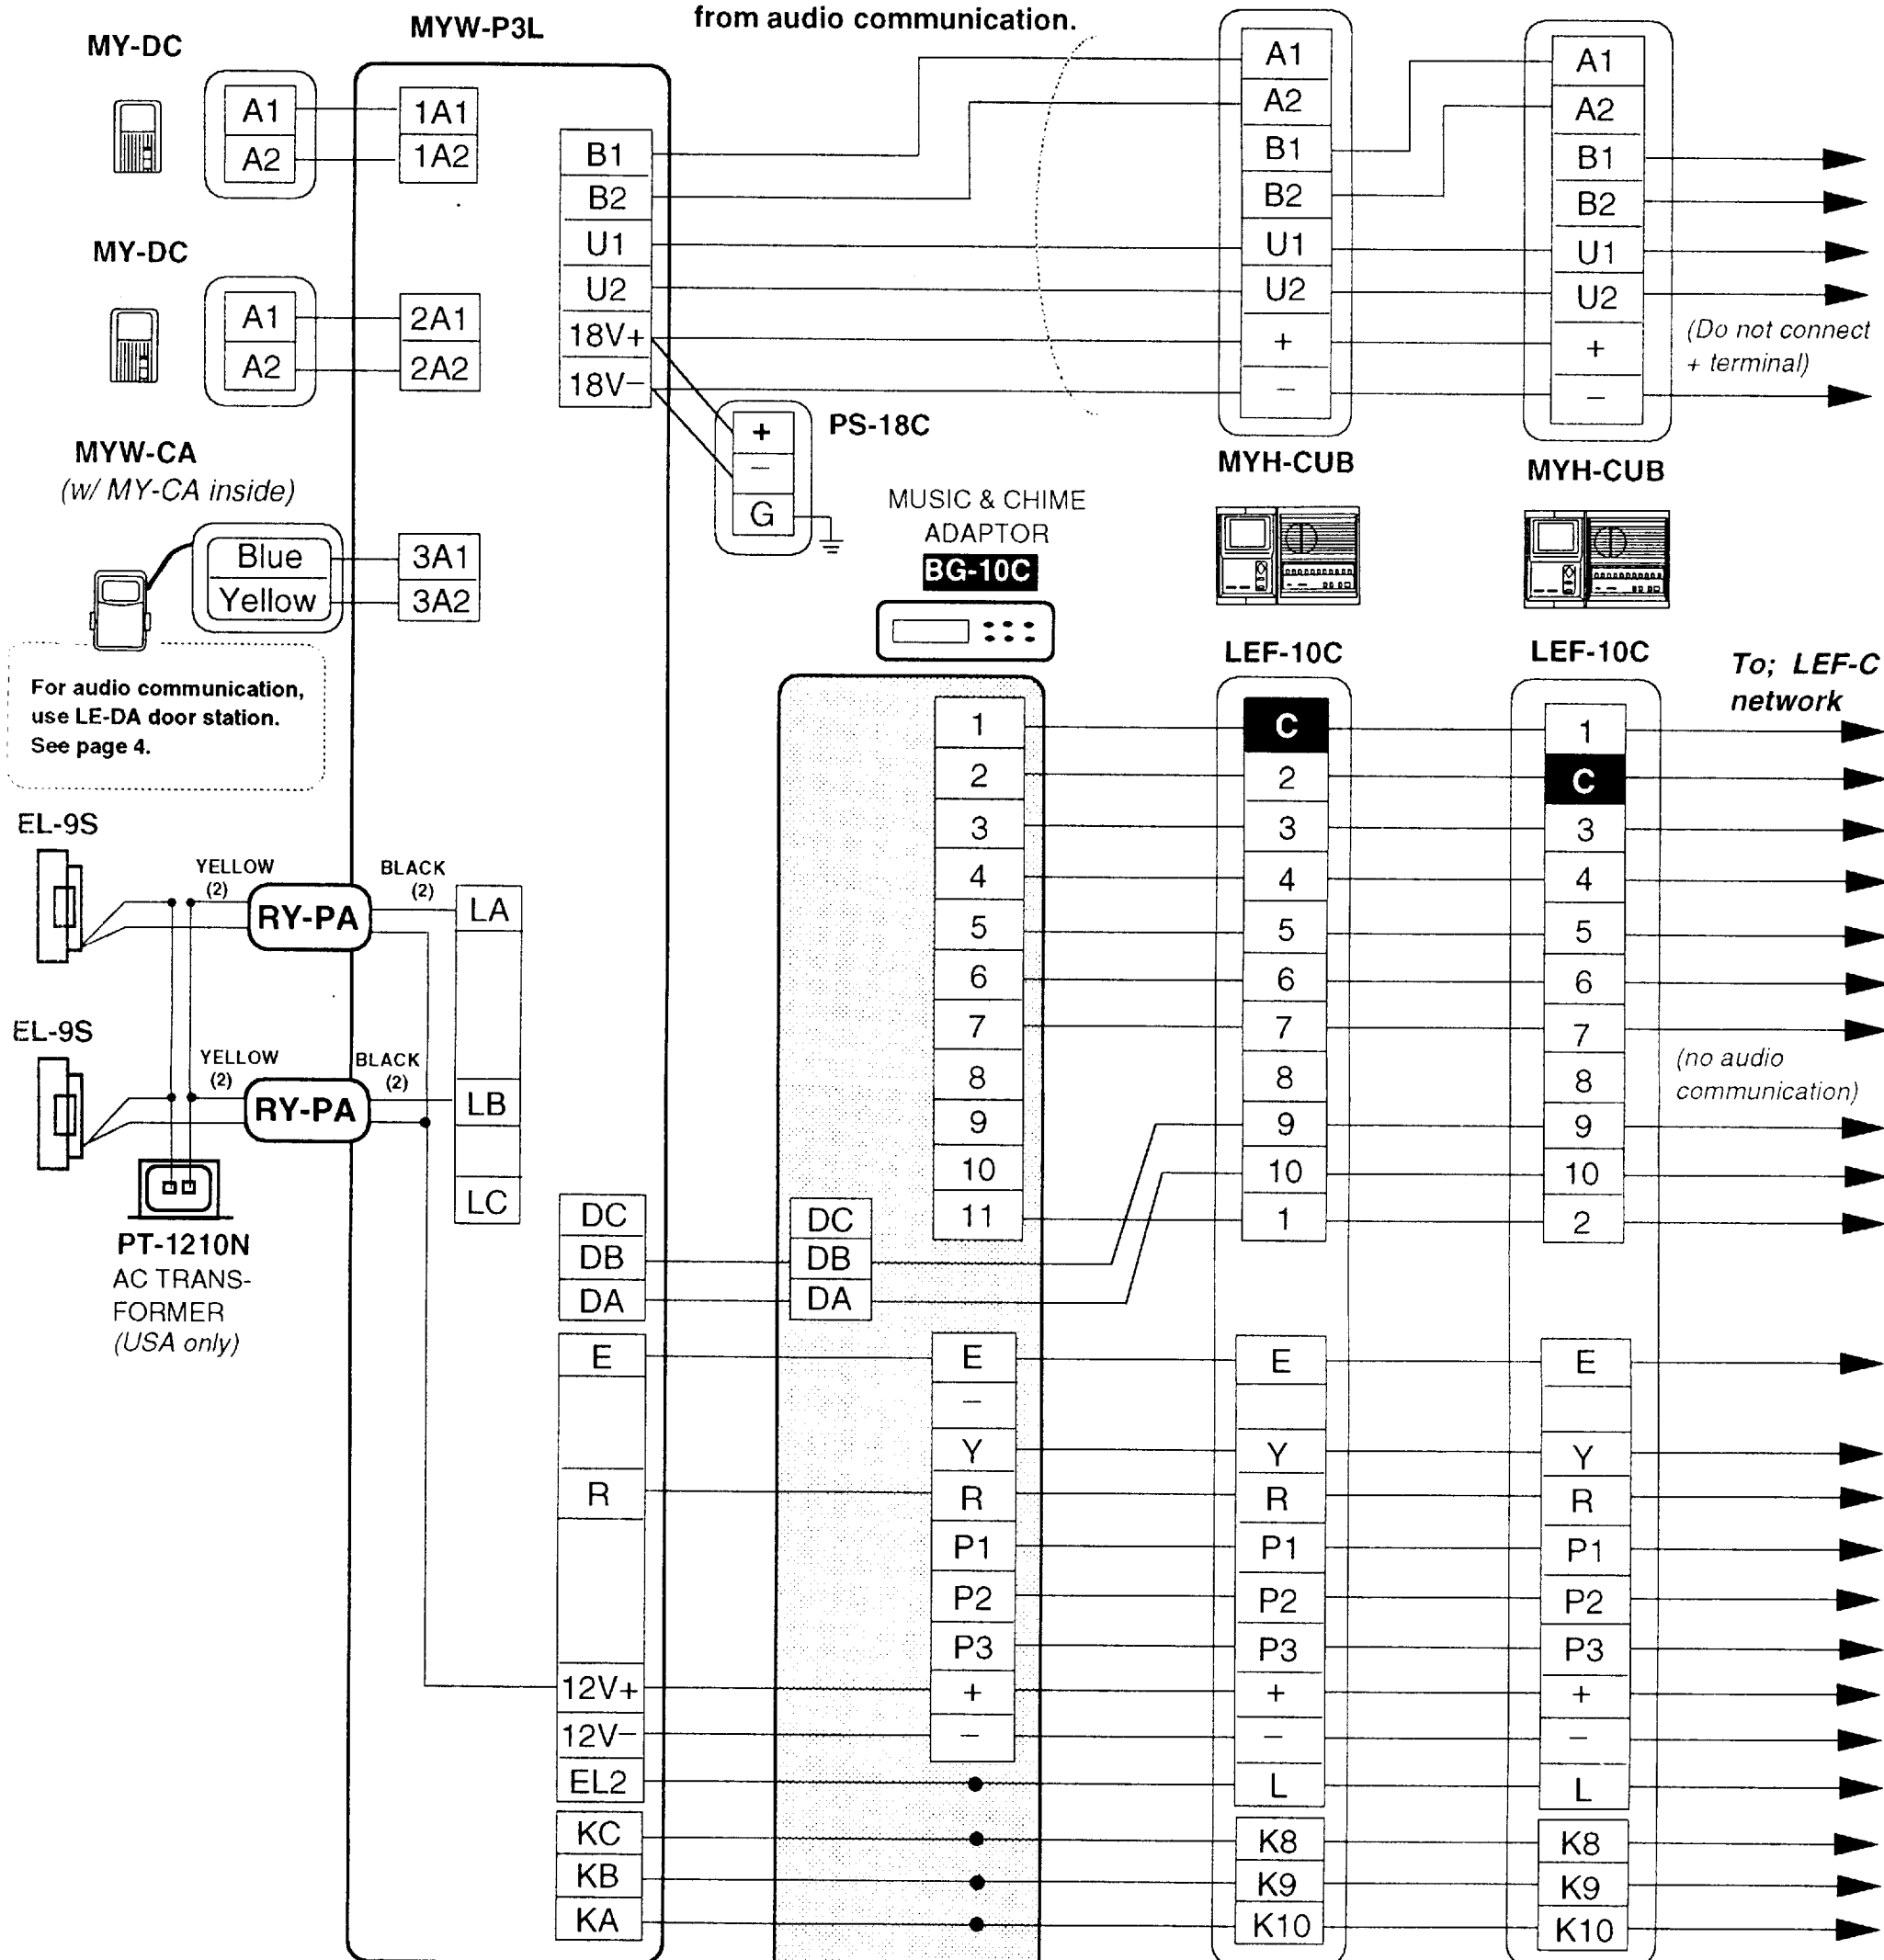 from audio communication.
MYW-P3L
MY-DC
A1
A2
1A1
1A2
MY-DC
A1
A2
2A1
2A2
MYW-CA
(w/ MY-CA inside)
Blue
Yellow
3A1
3A2
For audio communication,
use LE-DA door station.
See page 4.
EL-9S
YELLOW
(2)
RY-PA
BLACK
(2)
LA
EL-9S
YELLOW
(2)
RY-PA
BLACK
(2)
LB
LC
PT-1210N
AC TRANS-
FORMER
(USA only)
B1
B2
U1
U2
18V+
18V−
PS-18C
+
−
G
DC
DB
DA
E
R
12V+
12V−
EL2
KC
KB
KA
MUSIC & CHIME
ADAPTOR
BG-10C
1
2
3
4
5
6
7
8
9
10
11
DC
DB
DA
E
−
Y
R
P1
P2
P3
+
−
A1
A2
B1
B2
U1
U2
+
−
MYH-CUB
LEF-10C
C
2
3
4
5
6
7
8
9
10
1
E
Y
R
P1
P2
P3
+
−
L
K8
K9
K10
A1
A2
B1
B2
U1
U2
+
−
(Do not connect
+ terminal)
MYH-CUB
LEF-10C
1
C
3
4
5
6
7
8
9
10
2
E
Y
R
P1
P2
P3
+
−
L
K8
K9
K10
To; LEF-C
network
(no audio
communication)